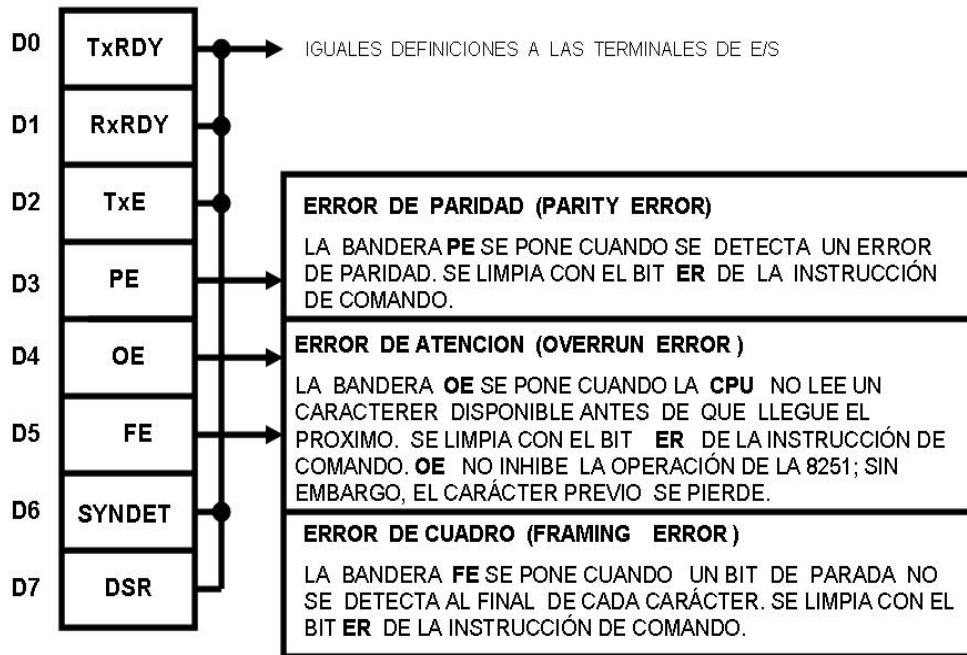 D0 TxRDY IGUALES DEFINICIONES A LAS TERMINALES DE E/S
D1 RxRDY
D2 TxE
D3 PE
D4 OE
D5 FE
D6 SYNDET
D7 DSR
ERROR DE PARIDAD (PARITY ERROR)
LA BANDERA PE SE PONE CUANDO SE DETECTA UN ERROR
DE PARIDAD. SE LIMPIA CON EL BIT ER DE LA INSTRUCCIÓN
DE COMANDO.
ERROR DE ATENCION (OVERRUN ERROR )
LA BANDERA OE SE PONE CUANDO LA CPU NO LEE UN
CARACTERER DISPONIBLE ANTES DE QUE LLEGUE EL
PROXIMO. SE LIMPIA CON EL BIT ER DE LA INSTRUCCIÓN DE
COMANDO. OE NO INHIBE LA OPERACIÓN DE LA 8251; SIN
EMBARGO, EL CARÁCTER PREVIO SE PIERDE.
ERROR DE CUADRO (FRAMING ERROR )
LA BANDERA FE SE PONE CUANDO UN BIT DE PARADA NO
SE DETECTA AL FINAL DE CADA CARÁCTER. SE LIMPIA CON EL
BIT ER DE LA INSTRUCCIÓN DE COMANDO.